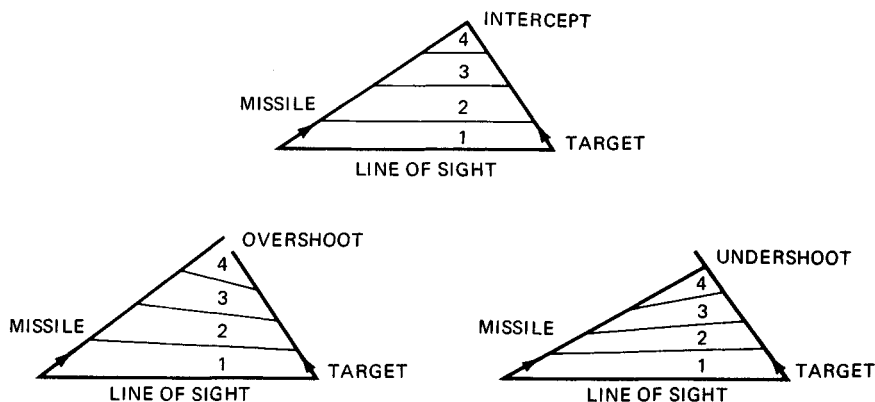 INTERCEPT
4
3
MISSILE
2
1
TARGET
LINE OF SIGHT
OVERSHOOT
4
3
MISSILE
2
1
TARGET
LINE OF SIGHT
UNDERSHOOT
4
3
MISSILE
2
1
TARGET
LINE OF SIGHT